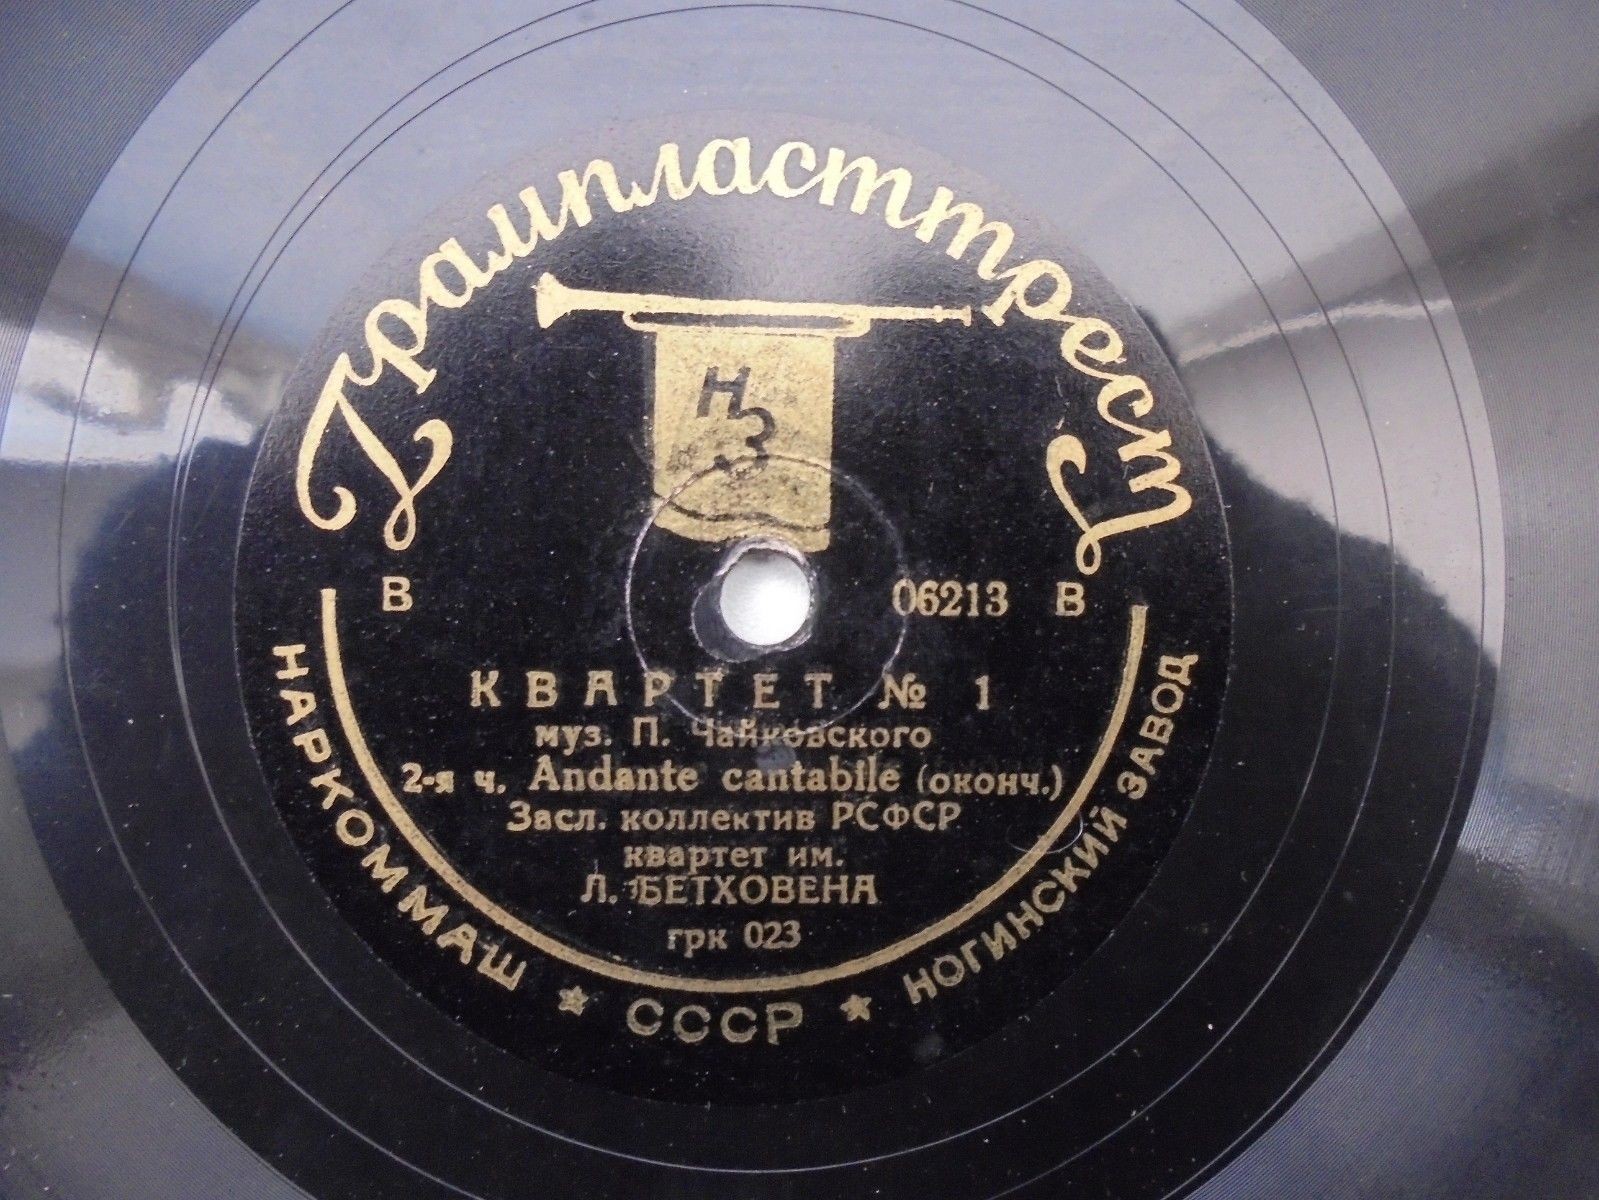 Грампласттрест
НЗ
В 06213 В
КВАРТЕТ № 1
муз. П. Чайковского
2-я ч. Andante cantabile (оконч.)
Засл. коллектив РСФСР
квартет им.
Л. БЕТХОВЕНА
грк 023
НАРКОММАШ ★ СССР ★ НОГИНСКИЙ ЗАВОД